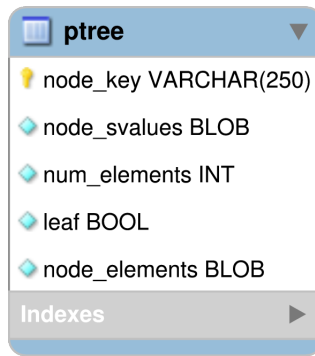 ptree
node_key VARCHAR(250)
node_svalues BLOB
num_elements INT
leaf BOOL
node_elements BLOB
Indexes